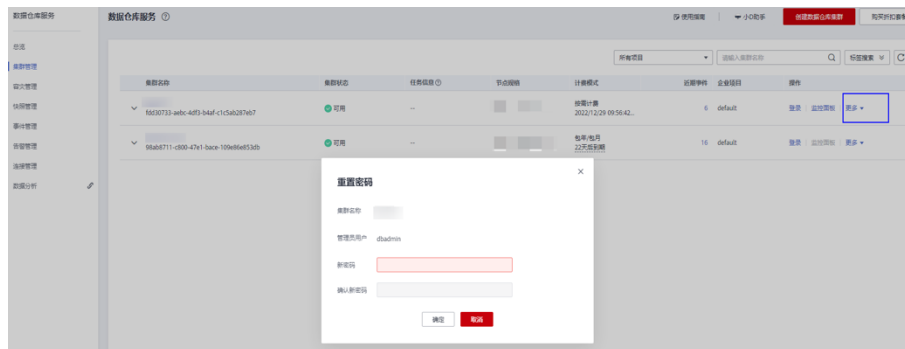 数据仓库服务
总览
集群管理
容灾管理
快照管理
事件管理
告警管理
连接管理
数据分析
数据仓库服务
使用指南
小D助手
创建数据仓库集群
购买折扣套餐
所有项目
请输入集群名称
标签搜索
集群名称 集群状态 任务信息 节点规格 计费模式 近期事件 企业项目 操作
fdd30733-aebc-4df3-b4af-c1c5ab287eb7 可用 -- 按需计费 6 default 登录 监控面板 更多
2022/12/29 09:56:42...
98ab8711-c800-47e1-bace-109e86e853db 可用 -- 包年/包月 16 default 登录 监控面板 更多
22天后到期
重置密码
集群名称
管理员用户 dbadmin
新密码
确认新密码
确定 取消